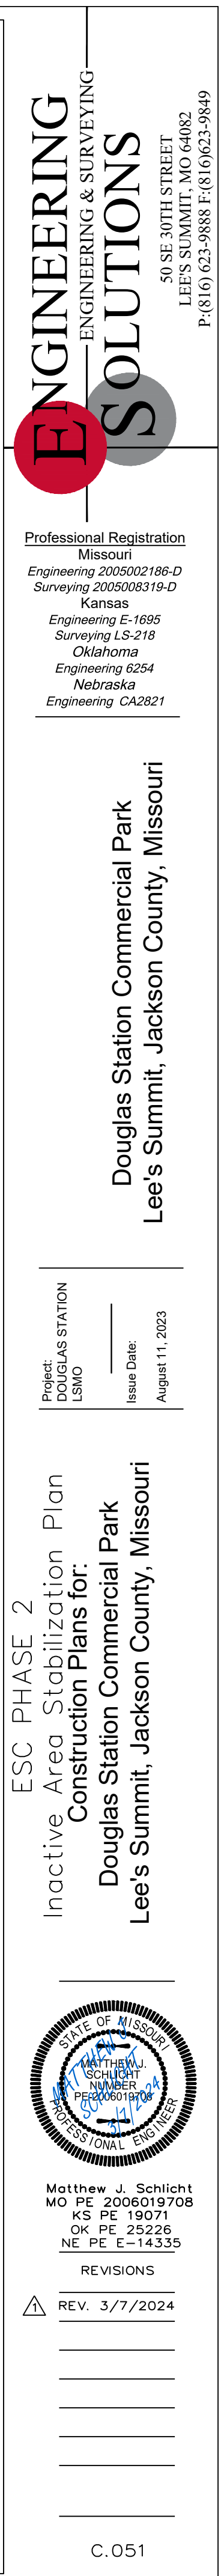 ENGINEERING
ENGINEERING & SURVEYING
SOLUTIONS
50 SE 30TH STREET
LEE'S SUMMIT, MO 64082
P:(816) 623-9888 F:(816)623-9849
Professional Registration
Missouri
Engineering 2005002186-D
Surveying 2005008319-D
Kansas
Engineering E-1695
Surveying LS-218
Oklahoma
Engineering 6254
Nebraska
Engineering CA2821
Douglas Station Commercial Park
Lee's Summit, Jackson County, Missouri
Project:
DOUGLAS STATION
LSMO
Issue Date:
August 11, 2023
ESC PHASE 2
Inactive Area Stabilization Plan
Construction Plans for:
Douglas Station Commercial Park
Lee's Summit, Jackson County, Missouri
STATE OF MISSOURI
MATTHEW J.
SCHLICHT
NUMBER
PE-2006019708
PROFESSIONAL ENGINEER
MATTHEW J.
SCHLICHT
3/7/2024
Matthew J. Schlicht
MO PE 2006019708
KS PE 19071
OK PE 25226
NE PE E-14335
REVISIONS
1 REV. 3/7/2024
C.051